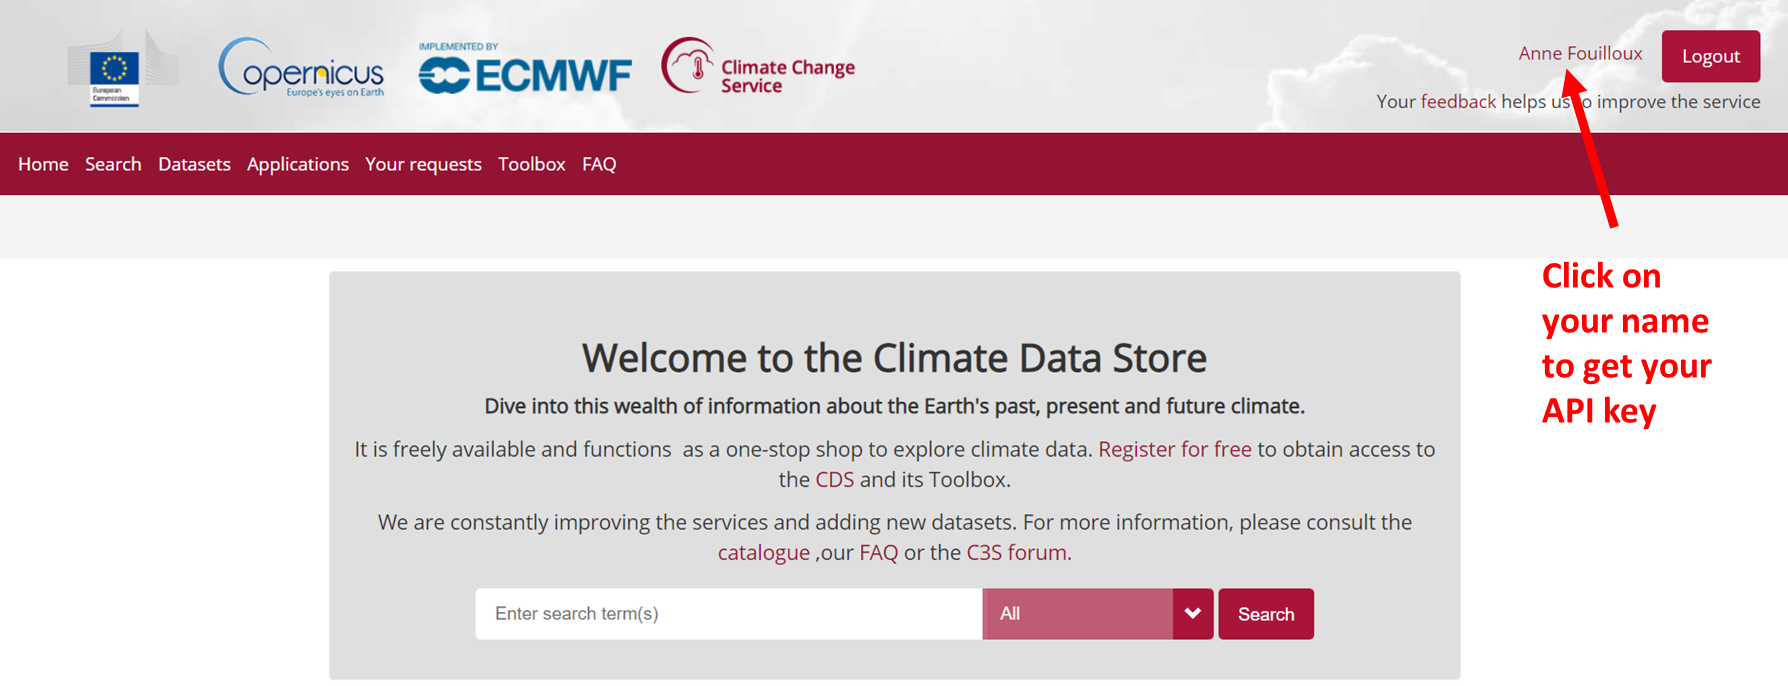 European
Commission
opernicus
Europe's eyes on Earth
IMPLEMENTED BY
ECMWF
Climate Change
Service
Anne Fouilloux
Logout
Your feedback helps us to improve the service
Home Search Datasets Applications Your requests Toolbox FAQ
Click on
your name
to get your
API key
Welcome to the Climate Data Store
Dive into this wealth of information about the Earth's past, present and future climate.
It is freely available and functions as a one-stop shop to explore climate data. Register for free to obtain access to
the CDS and its Toolbox.
We are constantly improving the services and adding new datasets. For more information, please consult the
catalogue ,our FAQ or the C3S forum.
Enter search term(s)
All
Search